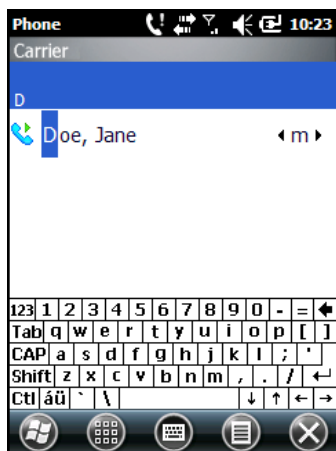 Phone 10:23
Carrier
D
Doe, Jane m
123 1 2 3 4 5 6 7 8 9 0 - =
Tab q w e r t y u i o p [ ]
CAP a s d f g h j k l ; '
Shift z x c v b n m , . /
Ctl áü ` \